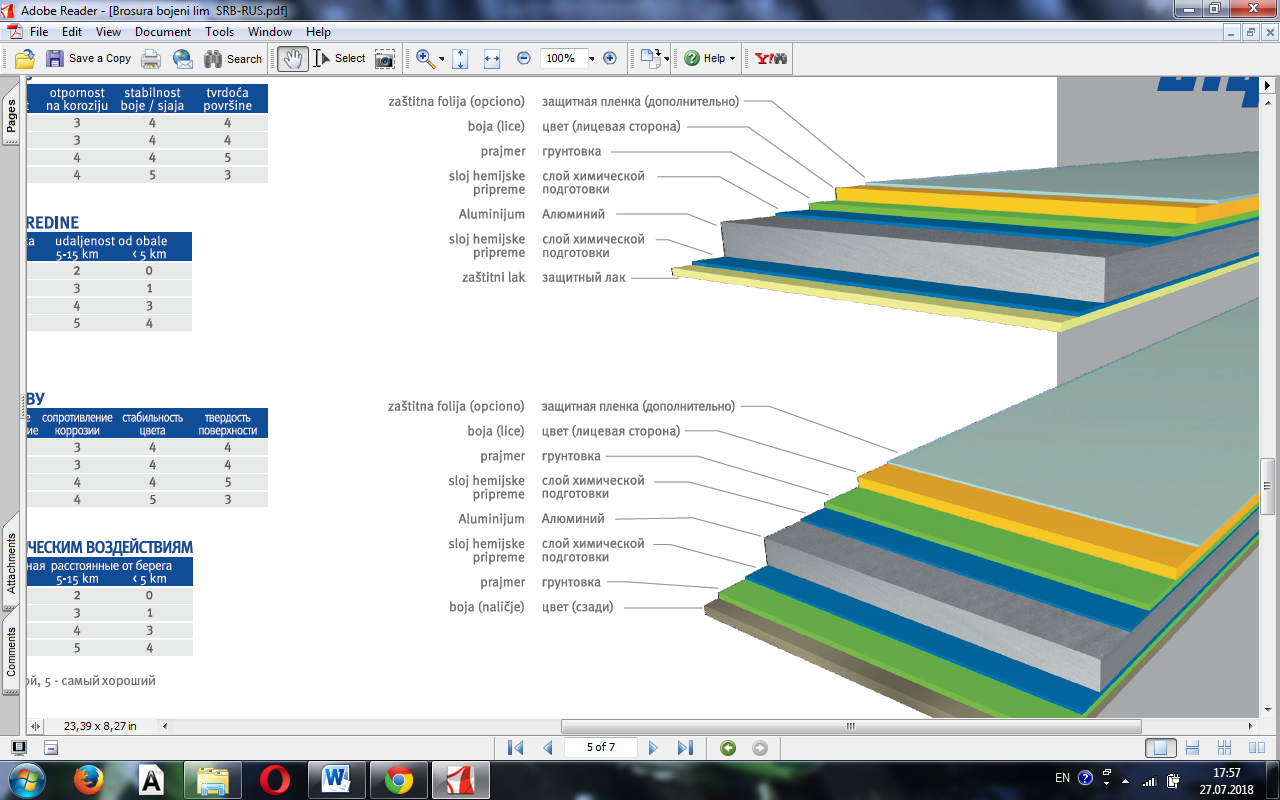 Adobe Reader - [Brosura bojeni lim SRB-RUS.pdf]
File Edit View Document Tools Window Help
Save a Copy Search Select 100% Help Y!
Pages
Attachments
Comments
otpornost stabilnost tvrdoća
na koroziju boje / sjaja površine
3 4 4
3 4 4
4 4 5
4 5 3
REDINE
udaljenost od obale
5-15 km < 5 km
2 0
3 1
4 3
5 4
ВУ
сопротивление стабильность твердость
коррозии цвета поверхности
3 4 4
3 4 4
4 4 5
4 5 3
ЧЕСКИМ ВОЗДЕЙСТВИЯМ
ная расстоянные от берега
5-15 km < 5 km
2 0
3 1
4 3
5 4
ой, 5 - самый хороший
zaštitna folija (opciono) защитная пленка (дополнительно)
boja (lice) цвет (лицевая сторона)
prajmer грунтовка
sloj hemijske слой химической
pripreme подготовки
Aluminijum Алюминий
sloj hemijske слой химической
pripreme подготовки
zaštitni lak защитный лак
zaštitna folija (opciono) защитная пленка (дополнительно)
boja (lice) цвет (лицевая сторона)
prajmer грунтовка
sloj hemijske слой химической
pripreme подготовки
Aluminijum Алюминий
sloj hemijske слой химической
pripreme подготовки
prajmer грунтовка
boja (naličje) цвет (сзади)
23,39 x 8,27 in
5 of 7
EN 17:57
27.07.2018